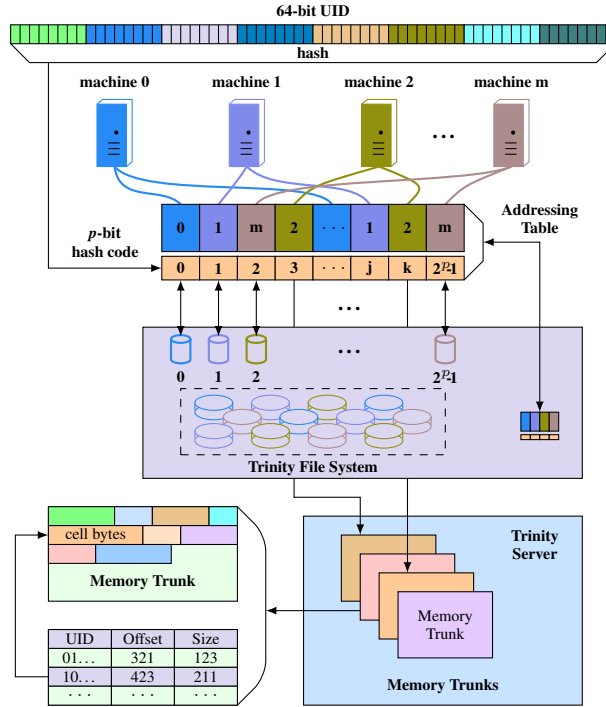 64-bit UID
hash
machine 0 machine 1 machine 2 machine m
...
0 1 m 2 ··· 1 2 m
p-bit
hash code
Addressing
Table
0 1 2 3 ··· j k 2^p-1
...
0 1 2 ... 2^p-1
Trinity File System
cell bytes
Memory Trunk
UID Offset Size
01... 321 123
10... 423 211
··· ··· ···
Trinity
Server
Memory
Trunk
Memory Trunks